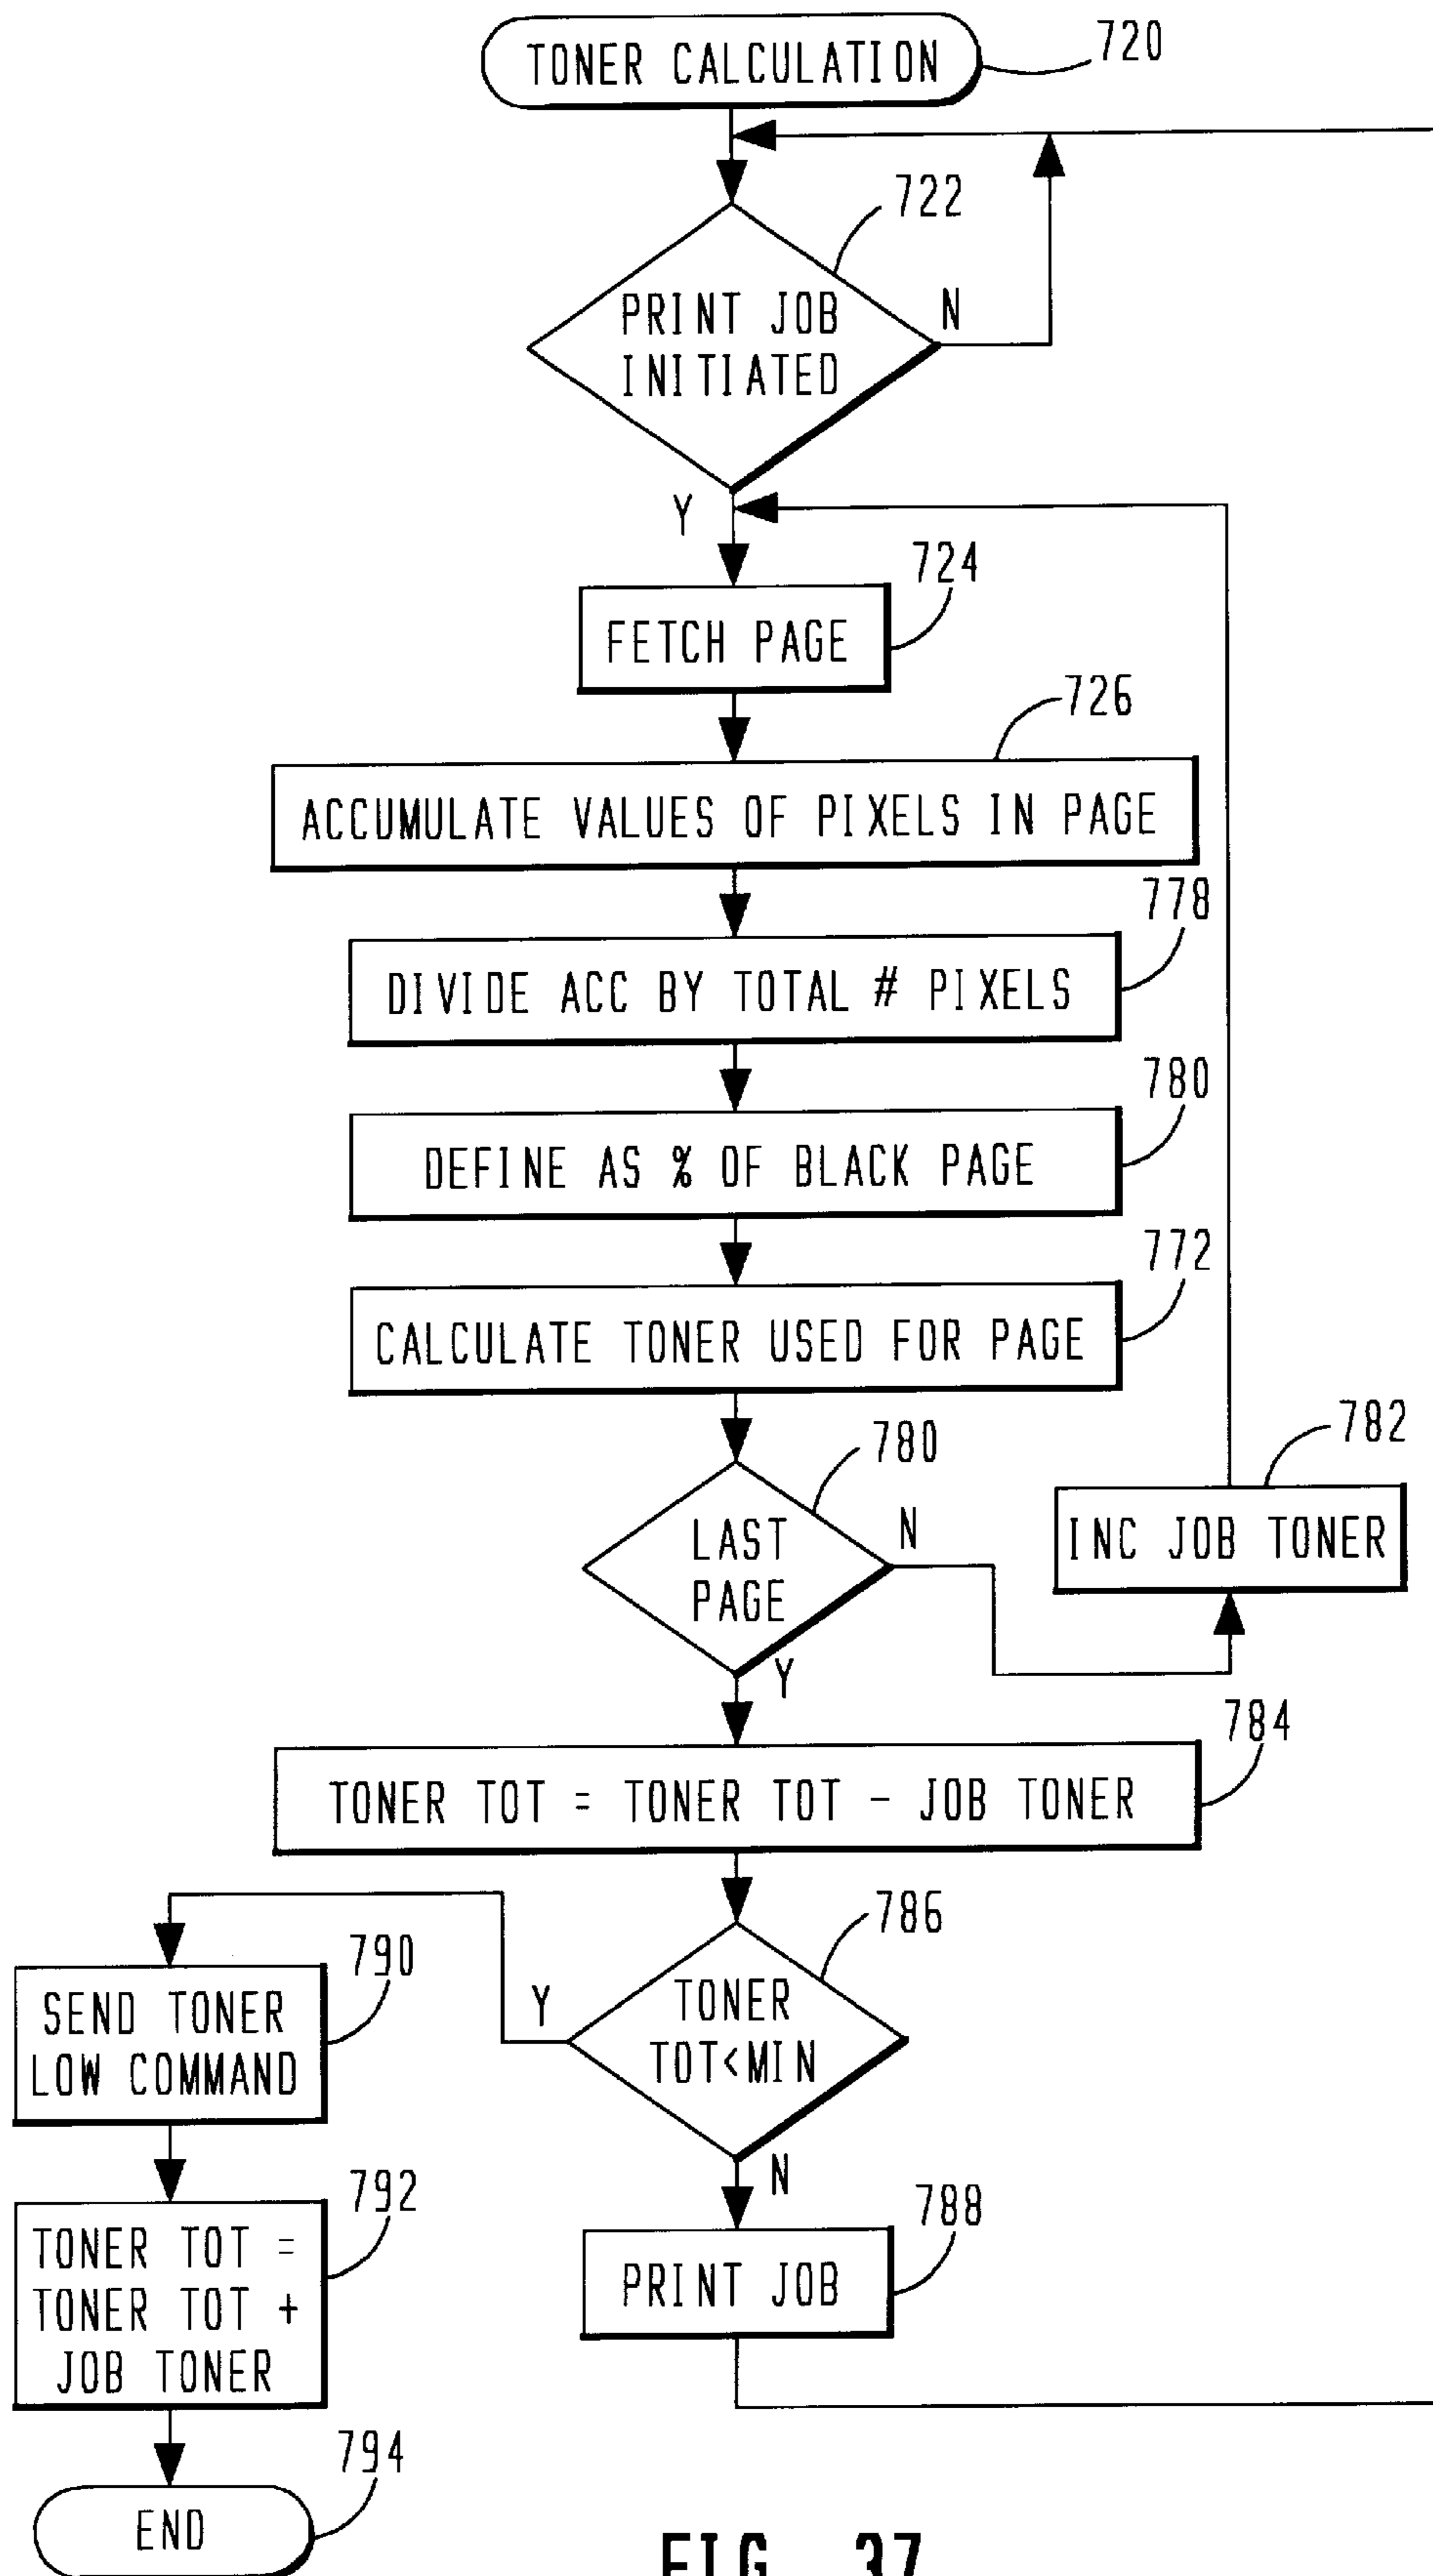 TONER CALCULATION
720
722
PRINT JOB
INITIATED
N
Y
724
FETCH PAGE
726
ACCUMULATE VALUES OF PIXELS IN PAGE
778
DIVIDE ACC BY TOTAL # PIXELS
780
DEFINE AS % OF BLACK PAGE
772
CALCULATE TONER USED FOR PAGE
780
LAST
PAGE
N
782
INC JOB TONER
Y
784
TONER TOT = TONER TOT - JOB TONER
786
TONER
TOT<MIN
Y
790
SEND TONER
LOW COMMAND
N
792
TONER TOT =
TONER TOT +
JOB TONER
788
PRINT JOB
794
END
FIG. 37